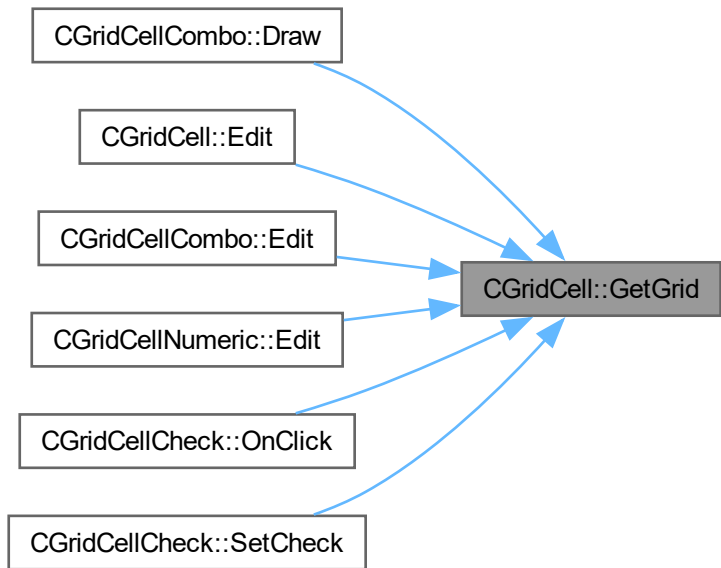 CGridCellCombo::Draw
CGridCell::Edit
CGridCellCombo::Edit
CGridCell::GetGrid
CGridCellNumeric::Edit
CGridCellCheck::OnClick
CGridCellCheck::SetCheck